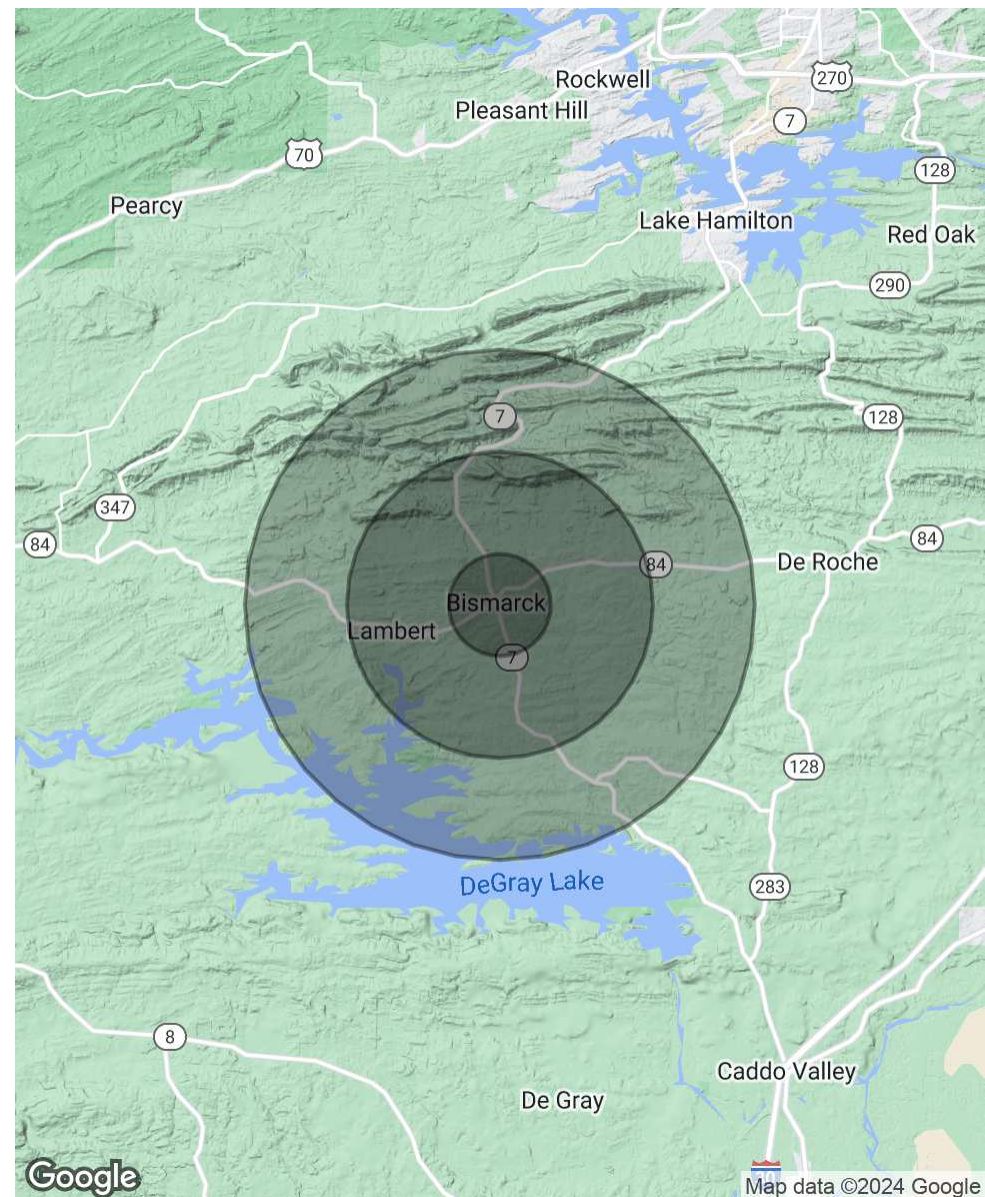 Rockwell
270
Pleasant Hill
7
70
128
Pearcy
Lake Hamilton
Red Oak
290
7
128
347
84
84
84
De Roche
Bismarck
Lambert
7
128
DeGray Lake
283
8
Caddo Valley
De Gray
Google
Map data ©2024 Google